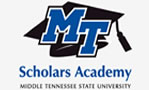 MT
Scholars Academy
MIDDLE TENNESSEE STATE UNIVERSITY